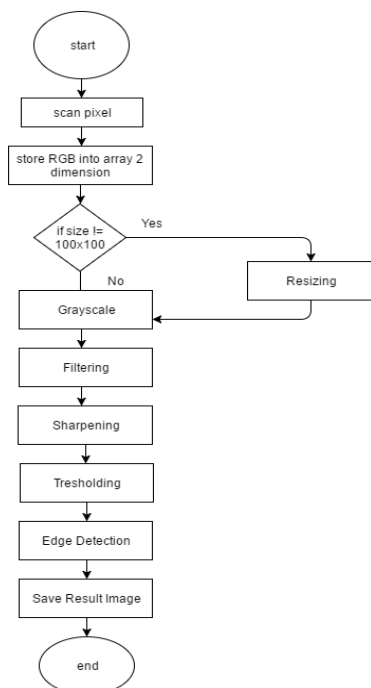 start
scan pixel
store RGB into array 2
dimension
if size !=
100x100
Yes
No
Resizing
Grayscale
Filtering
Sharpening
Tresholding
Edge Detection
Save Result Image
end